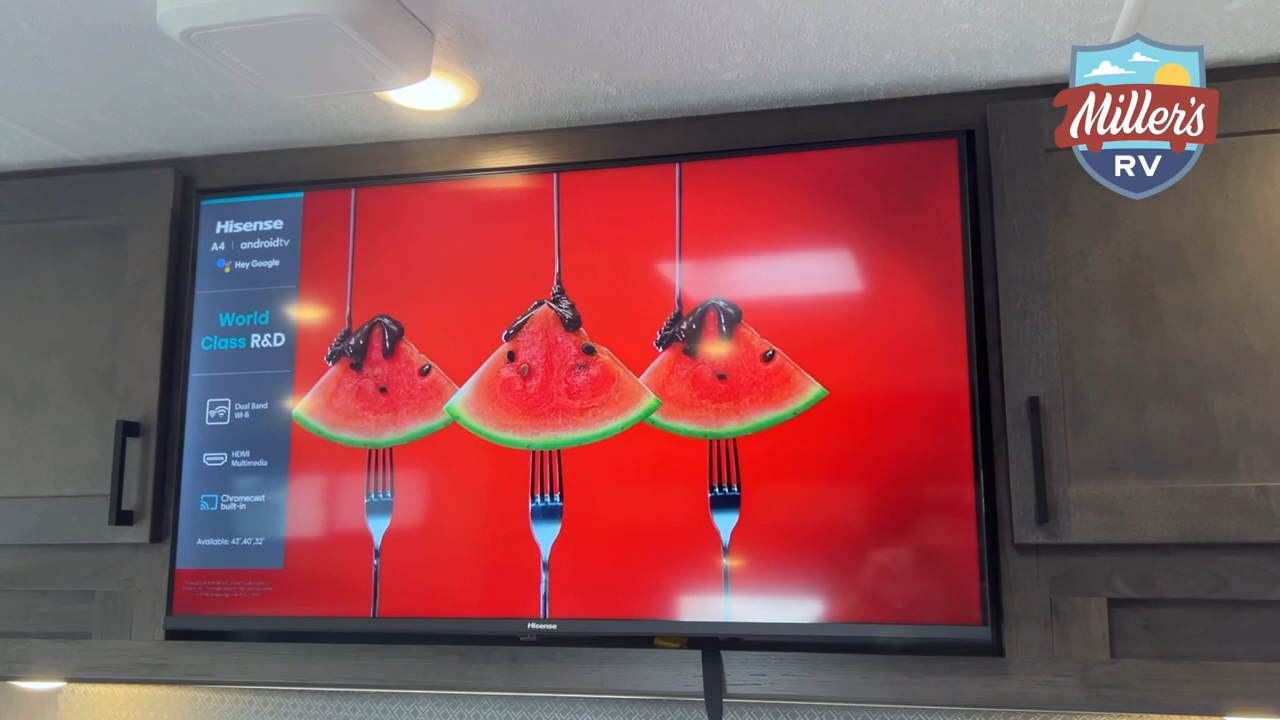 Miller's
RV
Hisense
A4 | androidtv
Hey Google
World
Class R&D
Dual Band
Wi-fi
HDMI
Multimedia
Chromecast
built-in
Available: 43",40",32"
Hisense